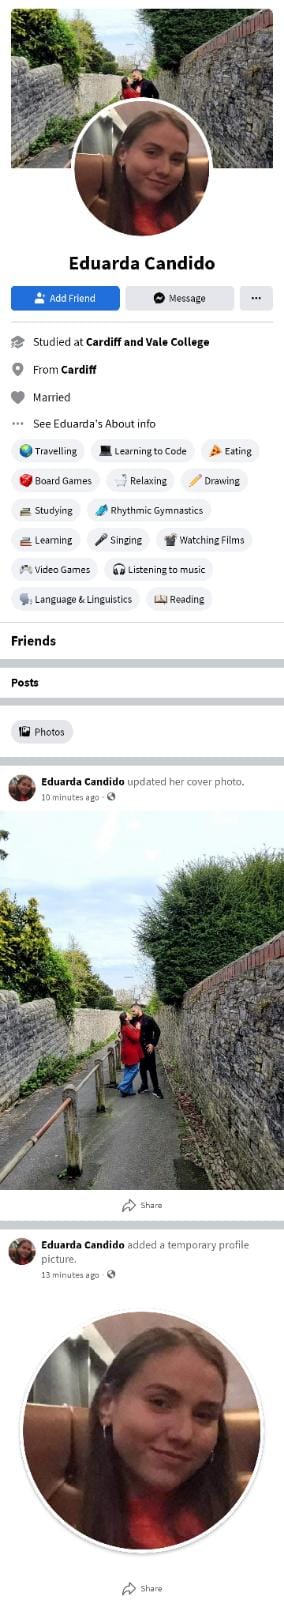 Eduarda Candido
Add Friend
Message
Studied at Cardiff and Vale College
From Cardiff
Married
See Eduarda's About info
Travelling
Learning to Code
Eating
Board Games
Relaxing
Drawing
Studying
Rhythmic Gymnastics
Learning
Singing
Watching Films
Video Games
Listening to music
Language & Linguistics
Reading
Friends
Posts
Photos
Eduarda Candido updated her cover photo.
10 minutes ago ·
Share
Eduarda Candido added a temporary profile
picture.
13 minutes ago ·
Share